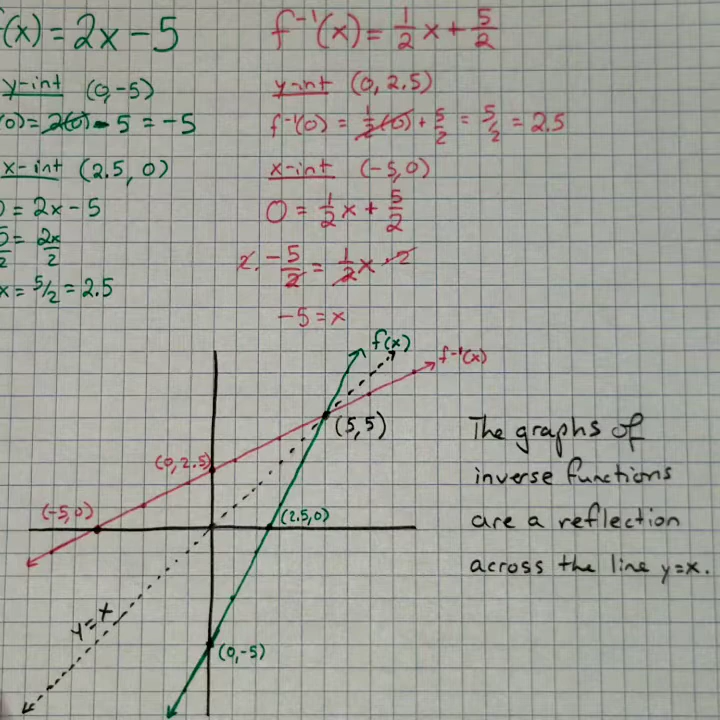 f(x) = 2x - 5
y-int (0,-5)
(0) = 2(0) - 5 = -5
x-int (2.5, 0)
0 = 2x - 5
5/2 = 2x/2
x = 5/2 = 2.5
f⁻¹(x) = 1/2 x + 5/2
y-int (0, 2.5)
f⁻¹(0) = 1/2(0) + 5/2 = 5/2 = 2.5
x-int (-5,0)
0 = 1/2 x + 5/2
2 · -5/2 = 1/2 x · 2
-5 = x
f(x)
f⁻¹(x)
(5,5)
(0, 2.5)
(-5,0)
(2.5,0)
y=x
(0,-5)
The graphs of
inverse functions
are a reflection
across the line y=x.